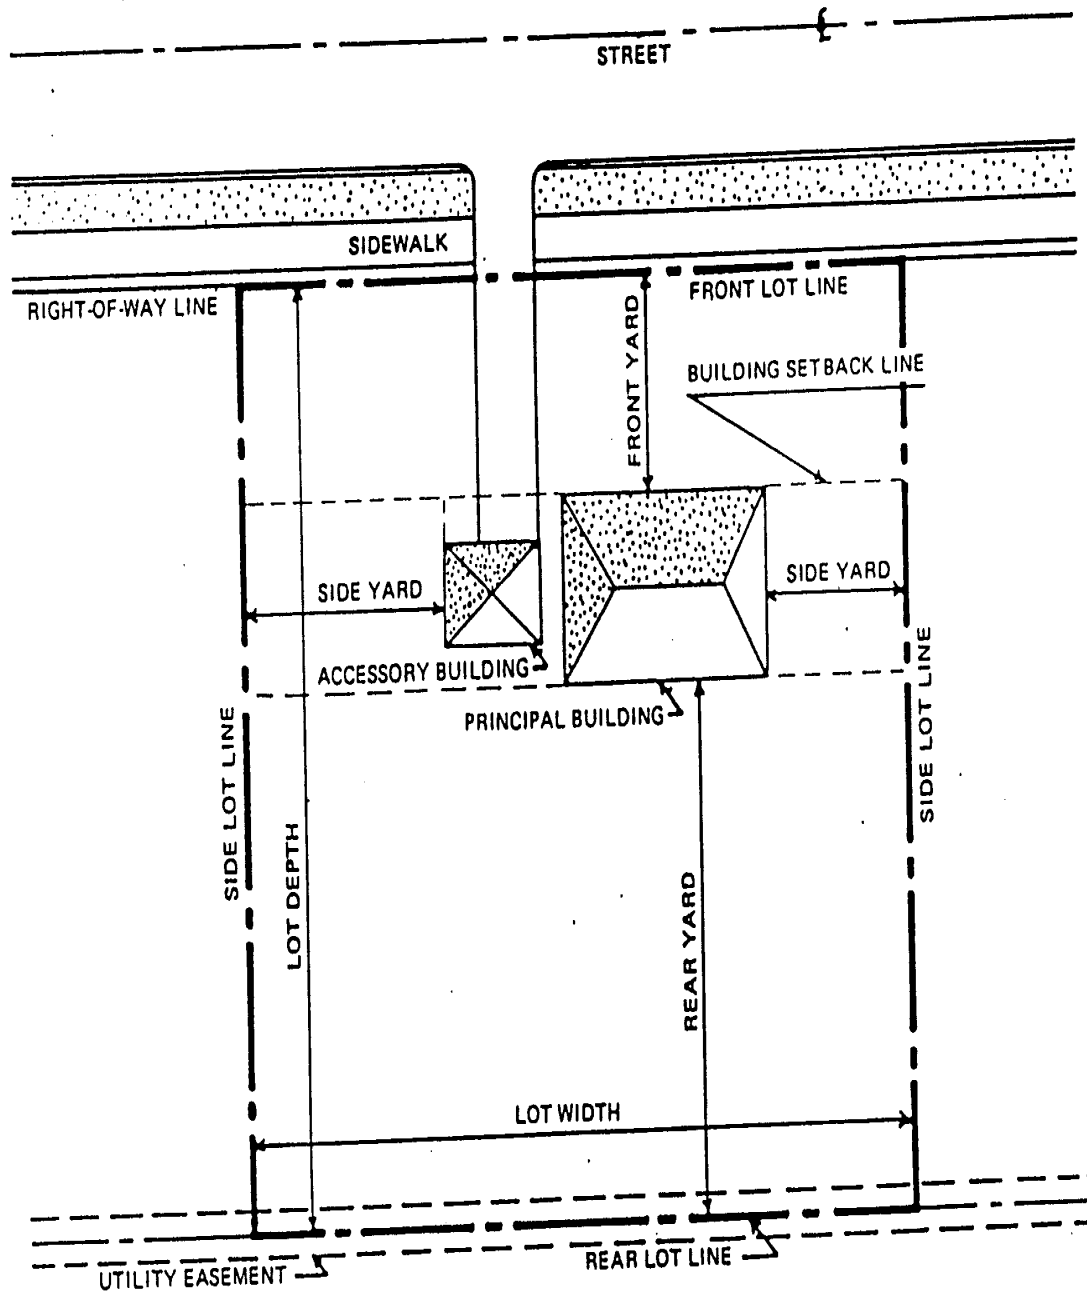 STREET
SIDEWALK
RIGHT-OF-WAY LINE
FRONT LOT LINE
FRONT YARD
BUILDING SETBACK LINE
SIDE YARD
SIDE YARD
ACCESSORY BUILDING
PRINCIPAL BUILDING
SIDE LOT LINE
SIDE LOT LINE
LOT DEPTH
REAR YARD
LOT WIDTH
REAR LOT LINE
UTILITY EASEMENT